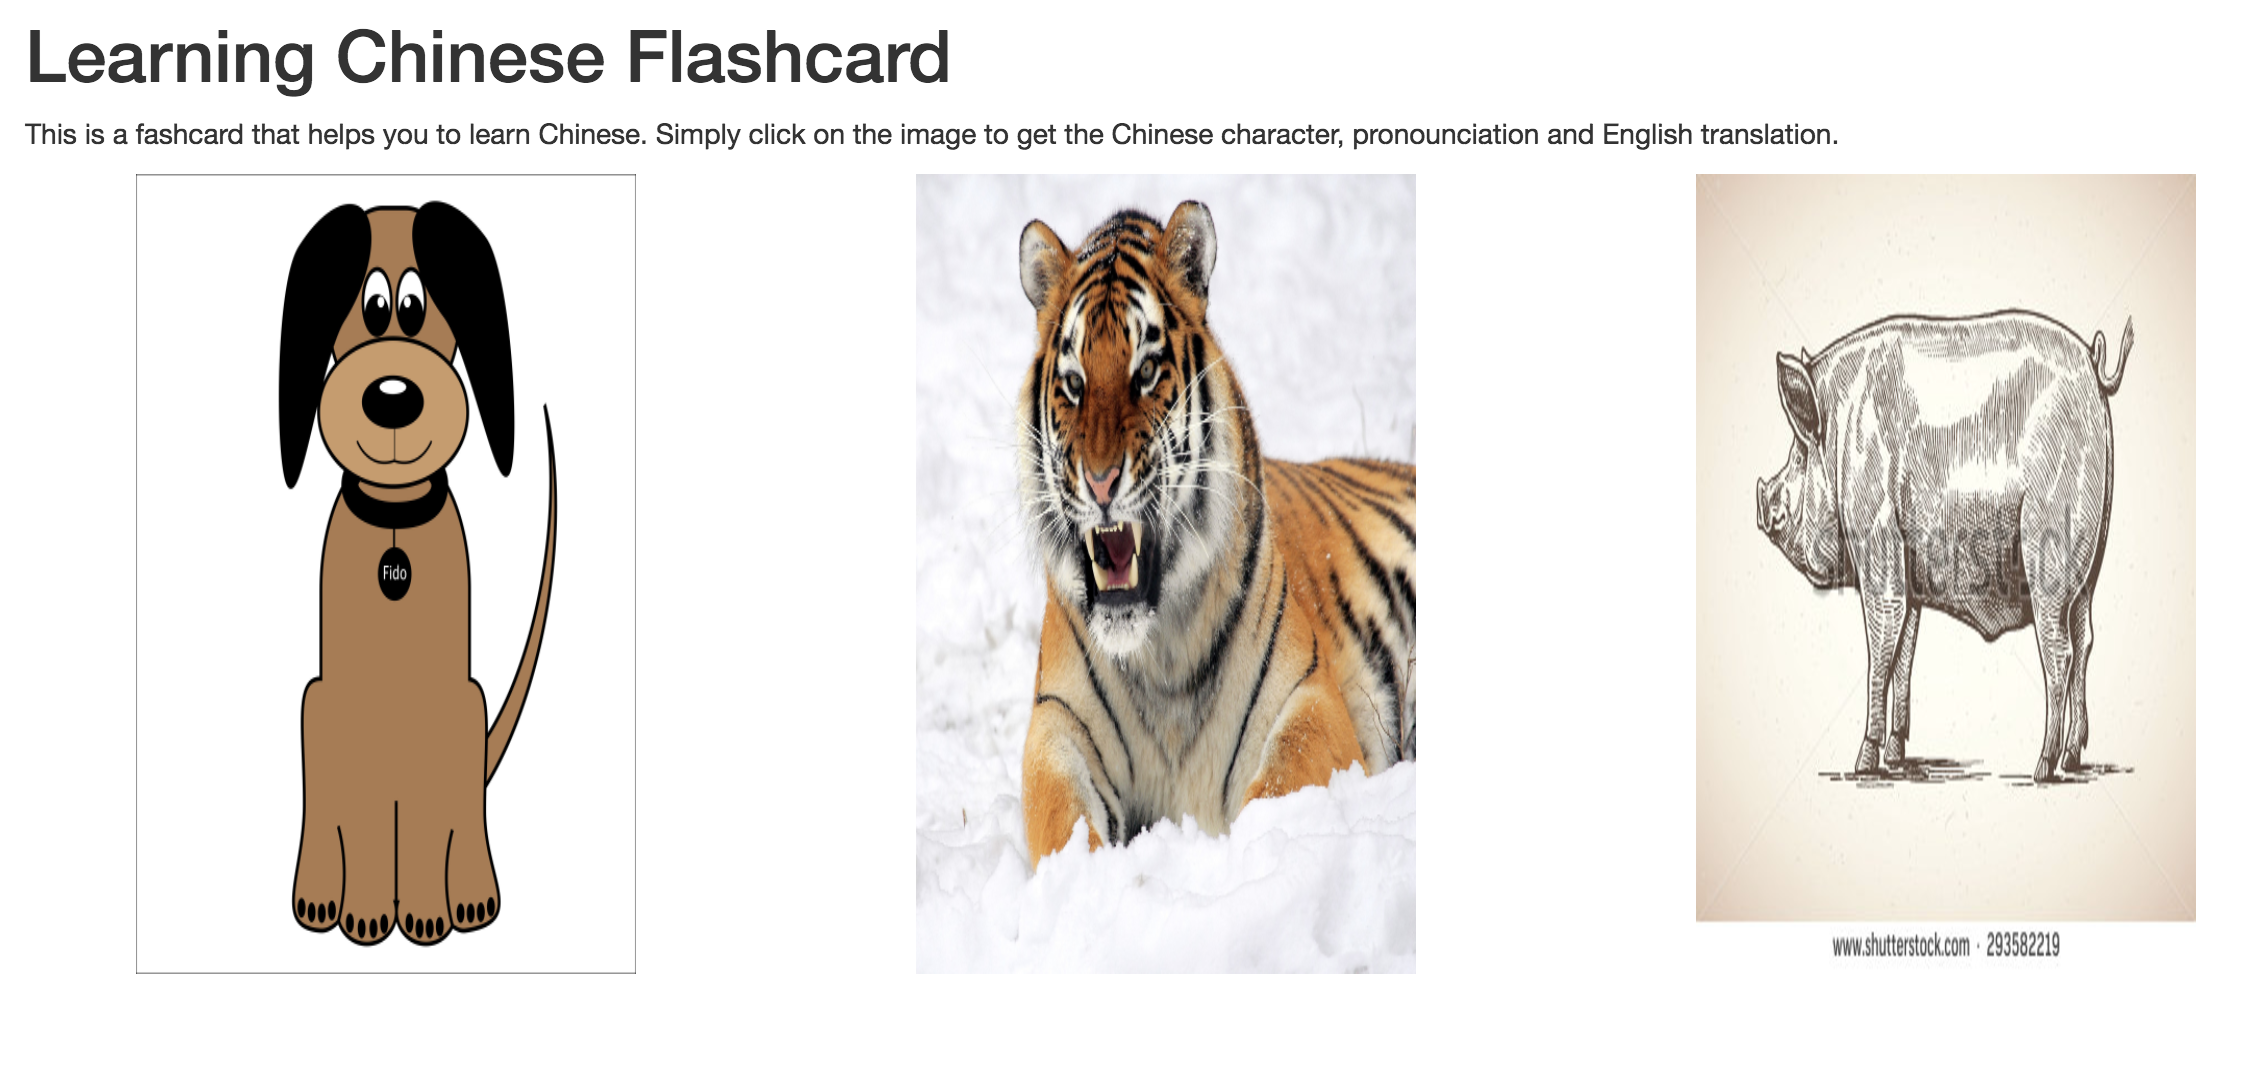 Learning Chinese Flashcard
This is a fashcard that helps you to learn Chinese. Simply click on the image to get the Chinese character, pronounciation and English translation.
Fido
shutterstock
www.shutterstock.com · 293582219